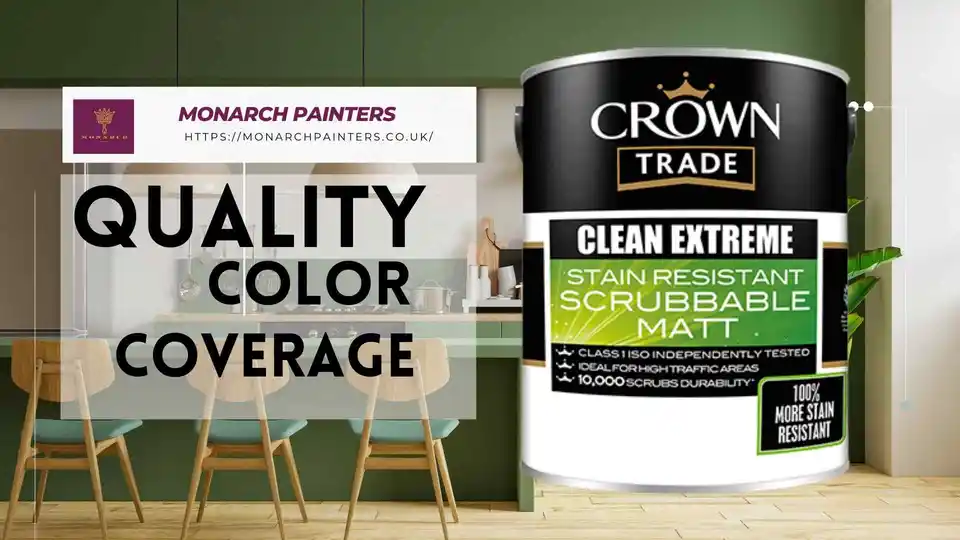 MONARCH
MONARCH PAINTERS
HTTPS://MONARCHPAINTERS.CO.UK/
QUALITY
COLOR
COVERAGE
CROWN
TRADE
CLEAN EXTREME
STAIN RESISTANT
SCRUBBABLE
MATT
CLASS 1 ISO INDEPENDENTLY TESTED
IDEAL FOR HIGH TRAFFIC AREAS
10,000 SCRUBS DURABILITY*
100%
MORE STAIN
RESISTANT